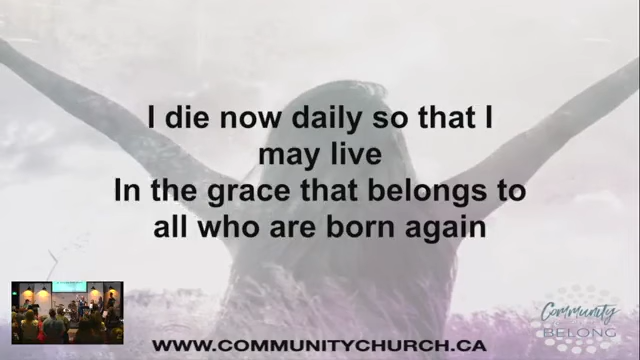 I die now daily so that I
may live
In the grace that belongs to
all who are born again
Community
BELONG
WWW.COMMUNITYCHURCH.CA